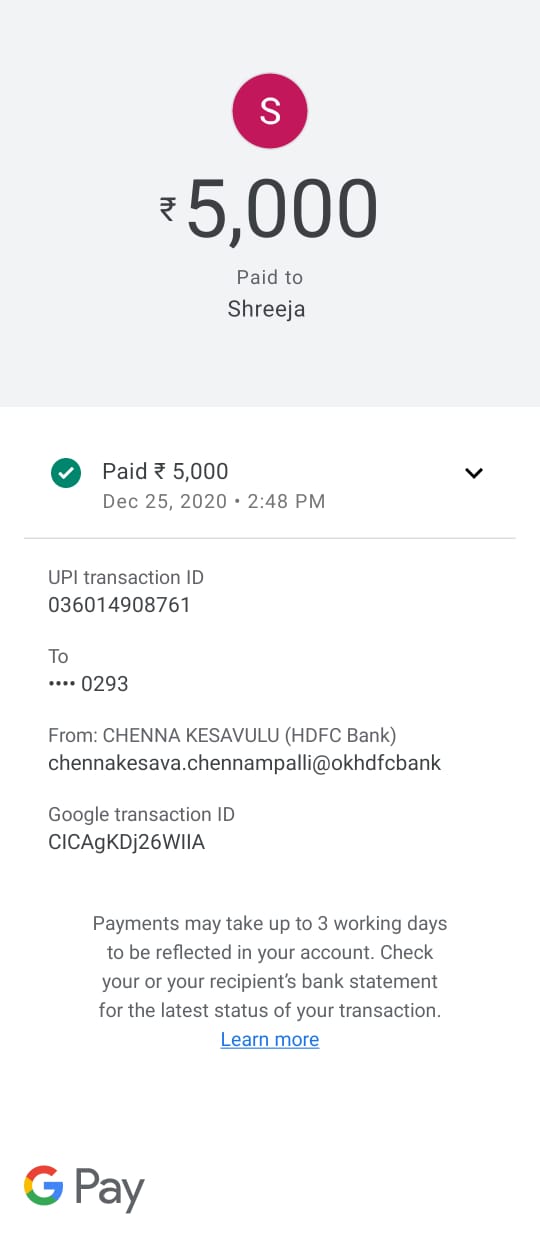 S
₹5,000
Paid to
Shreeja
Paid ₹ 5,000
Dec 25, 2020 • 2:48 PM
UPI transaction ID
036014908761
To
•••• 0293
From: CHENNA KESAVULU (HDFC Bank)
chennakesava.chennampalli@okhdfcbank
Google transaction ID
CICAgKDj26WIIA
Payments may take up to 3 working days
to be reflected in your account. Check
your or your recipient’s bank statement
for the latest status of your transaction.
Learn more
G Pay